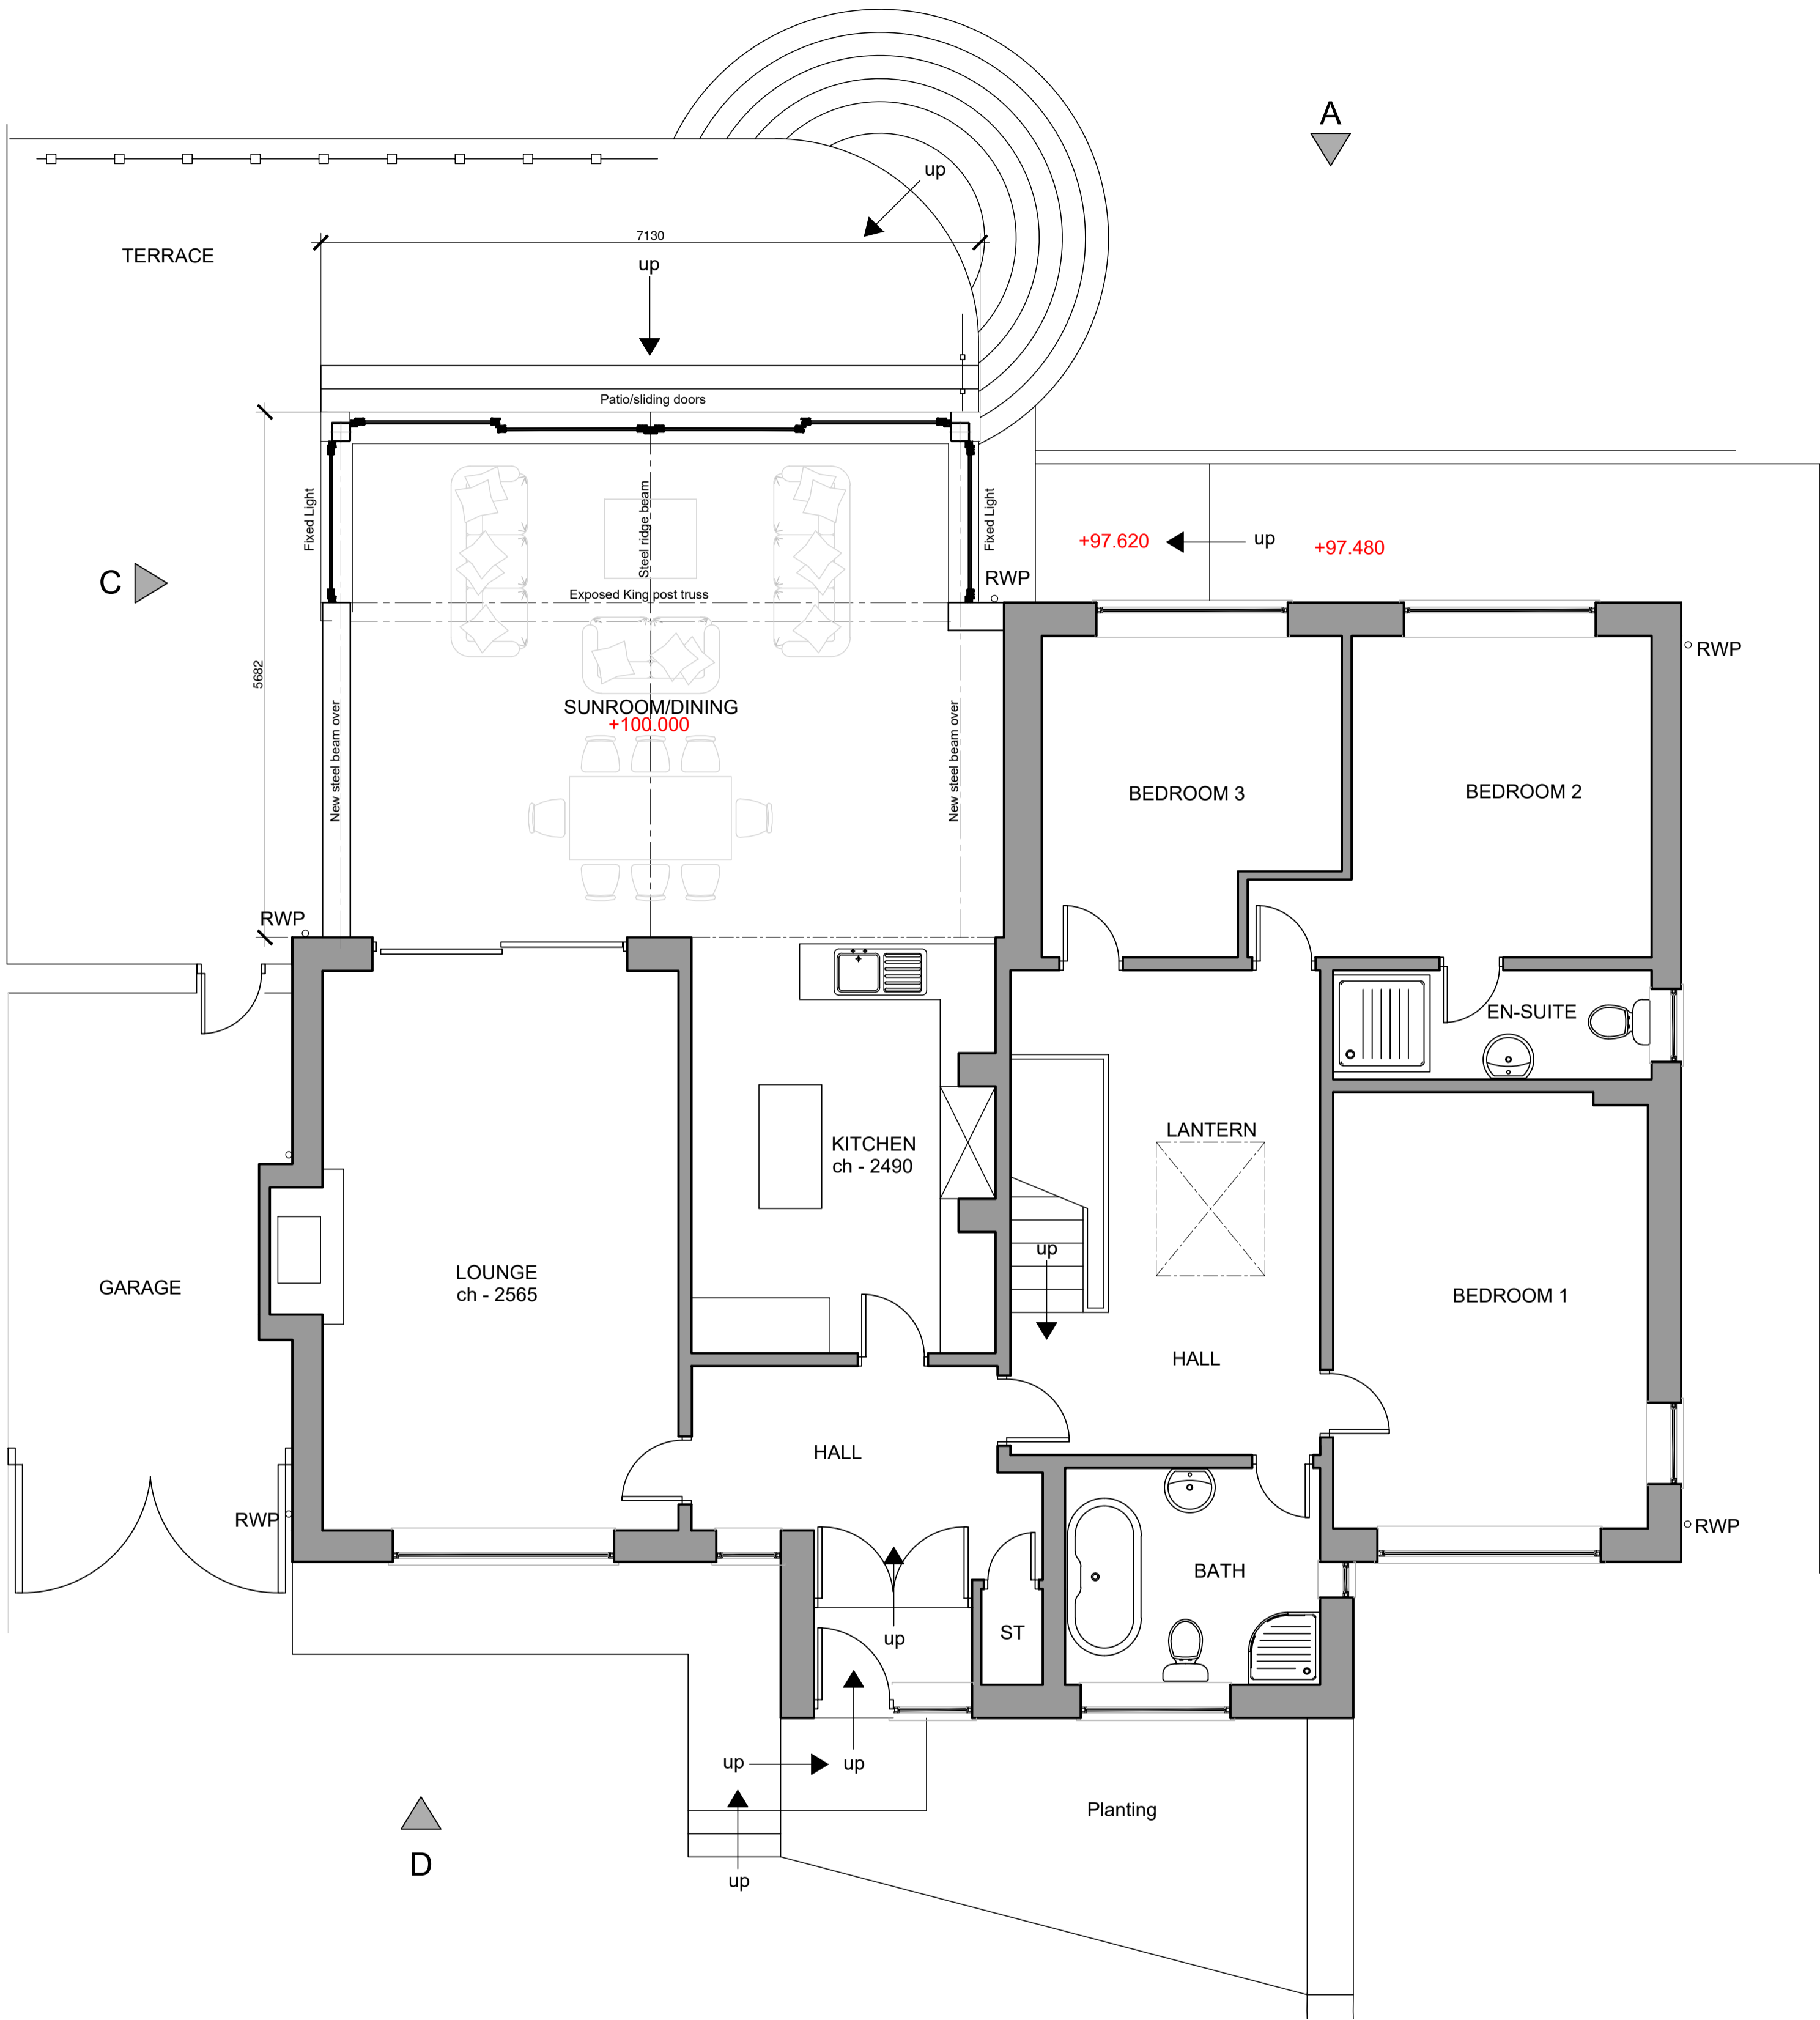 A
up
TERRACE
7130
up
Patio/sliding doors
Fixed Light
Steel ridge beam
Fixed Light
+97.620
up
+97.480
C
RWP
Exposed King post truss
RWP
5682
SUNROOM/DINING
+100.000
New steel beam over
New steel beam over
BEDROOM 3
BEDROOM 2
RWP
EN-SUITE
LANTERN
KITCHEN
ch - 2490
up
LOUNGE
ch - 2565
GARAGE
BEDROOM 1
HALL
HALL
RWP
RWP
BATH
ST
up
up
up
Planting
D
up